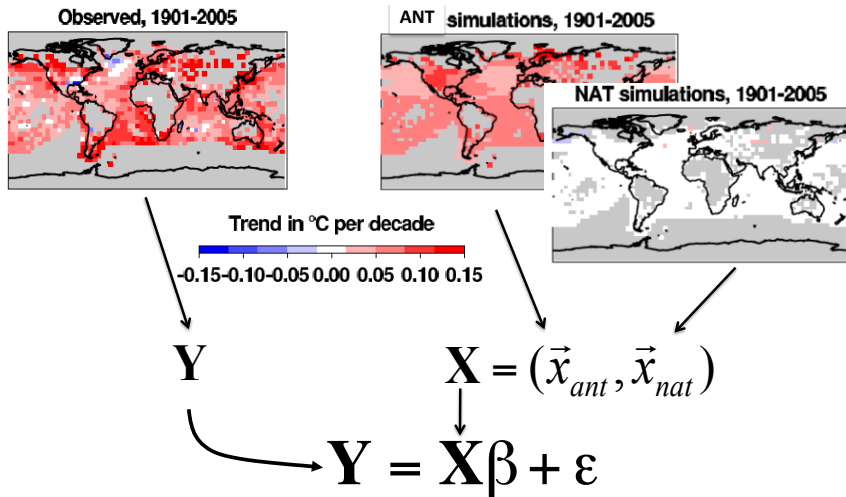 Observed, 1901-2005
ANT simulations, 1901-2005
NAT simulations, 1901-2005
Trend in °C per decade
-0.15 -0.10 -0.05 0.00 0.05 0.10 0.15
Y
X = (x⃗ant, x⃗nat)
Y = Xβ + ε